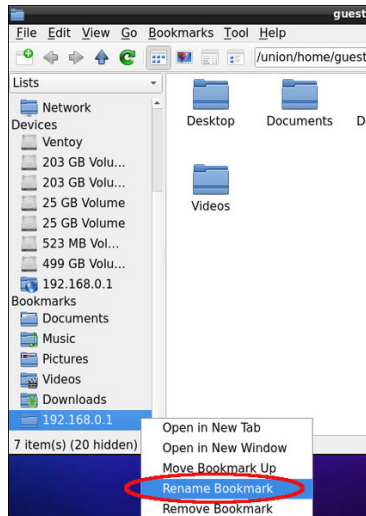 guest
File Edit View Go Bookmarks Tool Help
/union/home/guest
Lists
Network
Devices
Ventoy
203 GB Volu...
203 GB Volu...
25 GB Volume
25 GB Volume
523 MB Vol...
499 GB Volu...
192.168.0.1
Bookmarks
Documents
Music
Pictures
Videos
Downloads
192.168.0.1
Desktop Documents D
Videos
7 item(s) (20 hidden)
Open in New Tab
Open in New Window
Move Bookmark Up
Rename Bookmark
Remove Bookmark